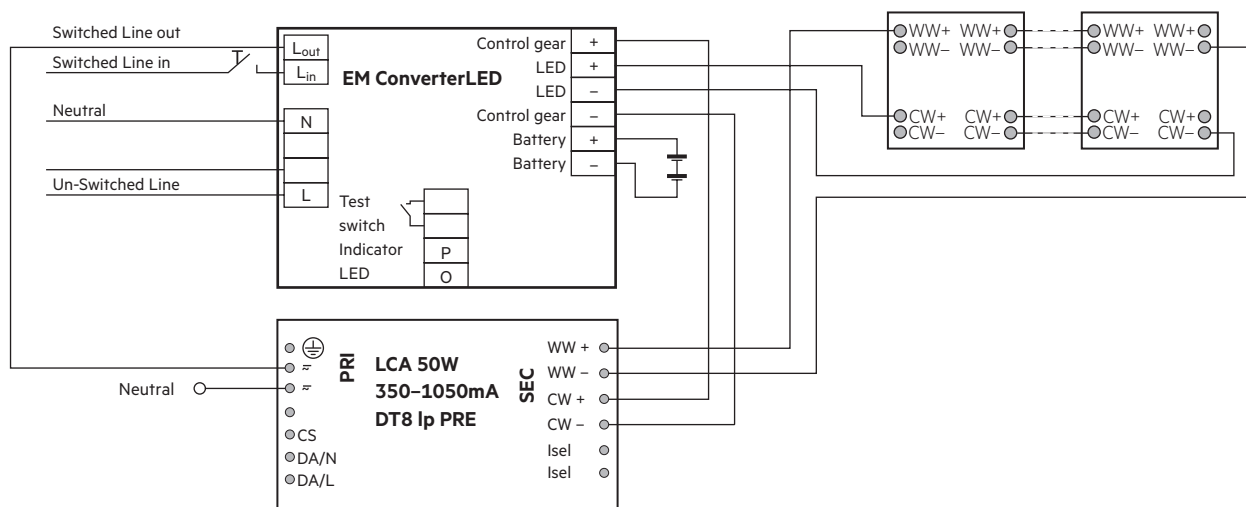 Switched Line out
Switched Line in
Neutral
Un-Switched Line
Lout
Lin
N
L
EM ConverterLED
Control gear +
LED +
LED –
Control gear –
Battery +
Battery –
Test
switch
Indicator P
LED O
WW+ WW+ WW+ WW+
WW– WW– WW– WW–
CW+ CW+ CW+ CW+
CW– CW– CW– CW–
Neutral
PRI
LCA 50W
350–1050mA
DT8 lp PRE
SEC
CS
DA/N
DA/L
WW +
WW –
CW +
CW –
Isel
Isel